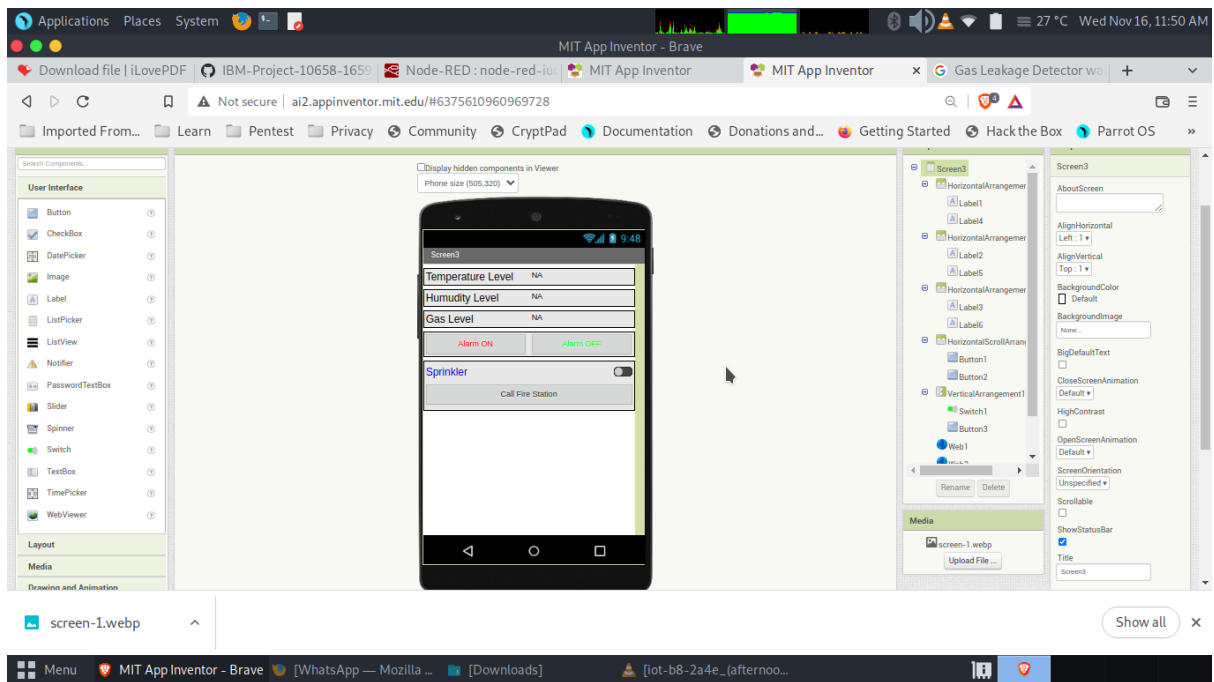 Applications Places System 27 °C Wed Nov 16, 11:50 AM
MIT App Inventor - Brave
Download file | iLovePDF IBM-Project-10658-1659 Node-RED : node-red-iu MIT App Inventor MIT App Inventor × Gas Leakage Detector wa +
Not secure ai2.appinventor.mit.edu/#6375610960969728
Imported From... Learn Pentest Privacy Community CryptPad Documentation Donations and... Getting Started Hack the Box Parrot OS »
Search Components...
User Interface
Button
CheckBox
DatePicker
Image
Label
ListPicker
ListView
Notifier
PasswordTextBox
Slider
Spinner
Switch
TextBox
TimePicker
WebViewer
Layout
Media
Drawing and Animation
Display hidden components in Viewer
Phone size (505,320)
9:48
Screen3
Temperature Level NA
Humudity Level NA
Gas Level NA
Alarm ON Alarm OFF
Sprinkler
Call Fire Station
Screen3
HorizontalArrangemer
Label1
Label4
HorizontalArrangemer
Label2
Label5
HorizontalArrangemer
Label3
Label6
HorizontalScrollArrang
Button1
Button2
VerticalArrangement1
Switch1
Button3
Web1
Web2
Rename Delete
Media
screen-1.webp
Upload File ...
Screen3
AboutScreen
AlignHorizontal
Left : 1
AlignVertical
Top : 1
BackgroundColor
Default
BackgroundImage
None...
BigDefaultText
CloseScreenAnimation
Default
HighContrast
OpenScreenAnimation
Default
ScreenOrientation
Unspecified
Scrollable
ShowStatusBar
Title
Screen3
screen-1.webp Show all ×
Menu MIT App Inventor - Brave [WhatsApp — Mozilla ... [Downloads] [iot-b8-2a4e_(afternoo...